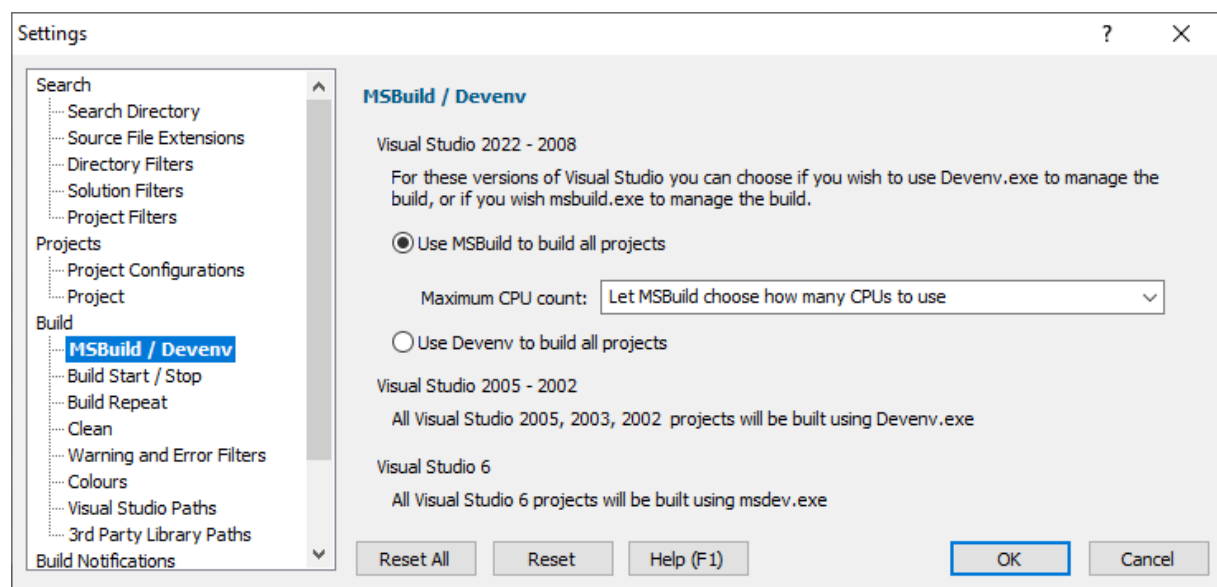 Settings
?
Search
Search Directory
Source File Extensions
Directory Filters
Solution Filters
Project Filters
Projects
Project Configurations
Project
Build
MSBuild / Devenv
Build Start / Stop
Build Repeat
Clean
Warning and Error Filters
Colours
Visual Studio Paths
3rd Party Library Paths
Build Notifications
MSBuild / Devenv
Visual Studio 2022 - 2008
For these versions of Visual Studio you can choose if you wish to use Devenv.exe to manage the
build, or if you wish msbuild.exe to manage the build.
Use MSBuild to build all projects
Maximum CPU count: Let MSBuild choose how many CPUs to use
Use Devenv to build all projects
Visual Studio 2005 - 2002
All Visual Studio 2005, 2003, 2002 projects will be built using Devenv.exe
Visual Studio 6
All Visual Studio 6 projects will be built using msdev.exe
Reset All Reset Help (F1) OK Cancel